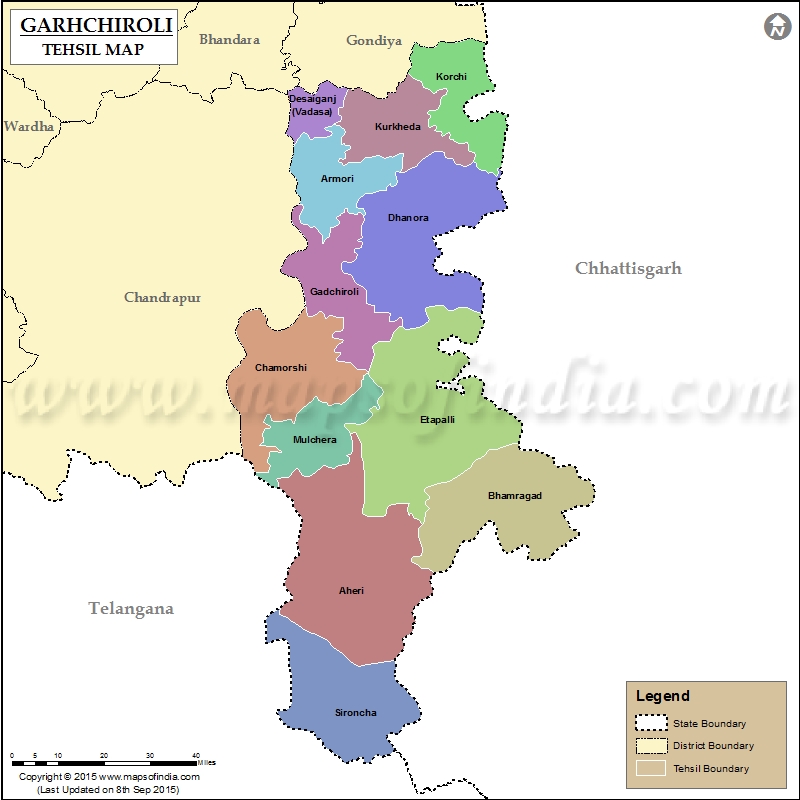 GARHCHIROLI
TEHSIL MAP
N
Bhandara
Gondiya
Korchi
Desaiganj
(Vadasa)
Wardha
Kurkheda
Armori
Dhanora
Chhattisgarh
Gadchiroli
Chandrapur
Chamorshi
www.mapsofindia.com
Etapalli
Mulchera
Bhamragad
Aheri
Telangana
Sironcha
Legend
State Boundary
District Boundary
Tehsil Boundary
0 5 10 20 30 40
Miles
Copyright © 2015 www.mapsofindia.com
(Last Updated on 8th Sep 2015)